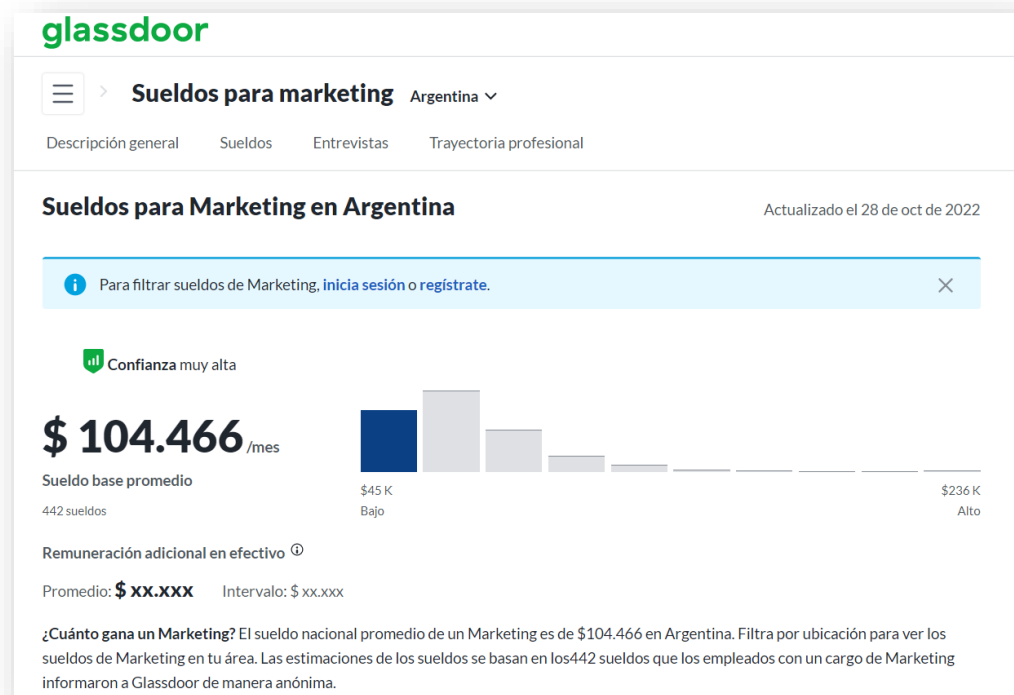 glassdoor
Sueldos para marketing Argentina
Descripción general Sueldos Entrevistas Trayectoria profesional
Sueldos para Marketing en Argentina Actualizado el 28 de oct de 2022
Para filtrar sueldos de Marketing, inicia sesión o regístrate.
Confianza muy alta
$ 104.466 /mes
Sueldo base promedio
442 sueldos
$45 K $236 K
Bajo Alto
Remuneración adicional en efectivo
Promedio: $ xx.xxx Intervalo: $ xx.xxx
¿Cuánto gana un Marketing? El sueldo nacional promedio de un Marketing es de $104.466 en Argentina. Filtra por ubicación para ver los
sueldos de Marketing en tu área. Las estimaciones de los sueldos se basan en los442 sueldos que los empleados con un cargo de Marketing
informaron a Glassdoor de manera anónima.